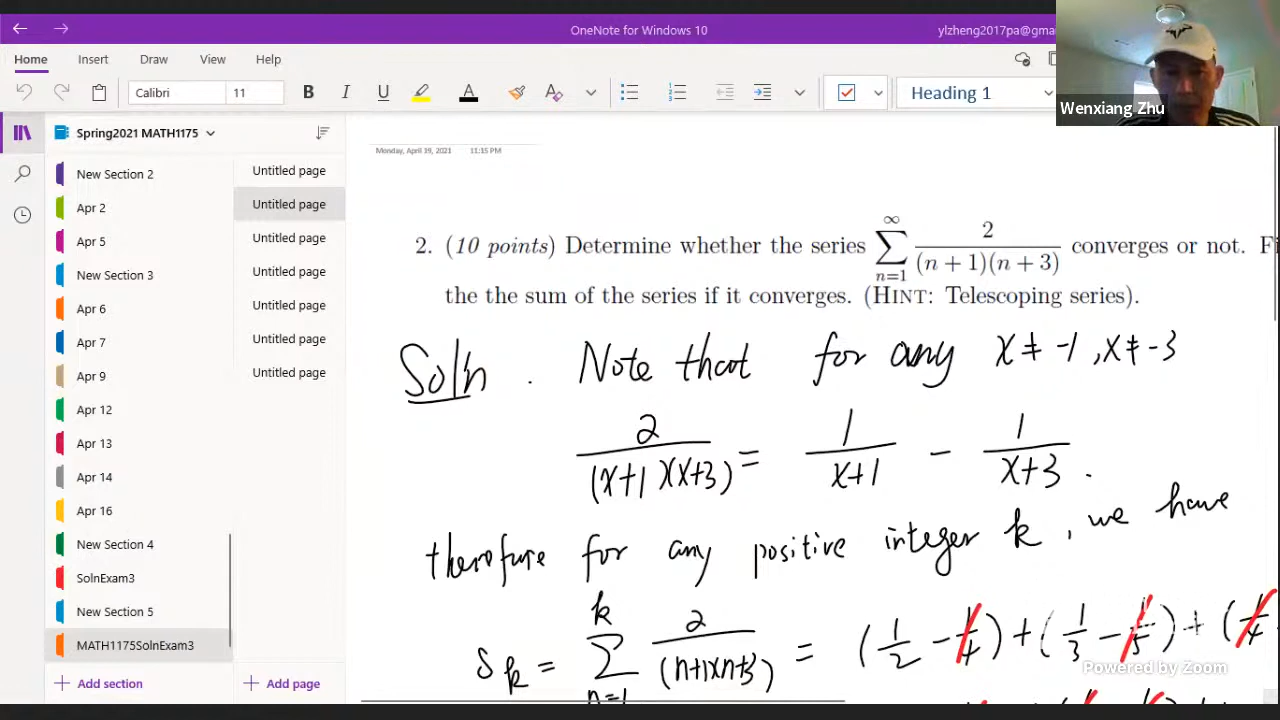 OneNote for Windows 10
ylzheng2017pa@gma
Home Insert Draw View Help
Calibri 11 B I U A Heading 1
Wenxiang Zhu
Spring2021 MATH1175
New Section 2
Apr 2
Apr 5
New Section 3
Apr 6
Apr 7
Apr 9
Apr 12
Apr 13
Apr 14
Apr 16
New Section 4
SolnExam3
New Section 5
MATH1175SolnExam3
Add section
Untitled page
Untitled page
Untitled page
Untitled page
Untitled page
Untitled page
Untitled page
Add page
Monday, April 19, 2021 11:15 PM
2. (10 points) Determine whether the series ∑_{n=1}^{∞} 2/((n+1)(n+3)) converges or not. F
the the sum of the series if it converges. (HINT: Telescoping series).
Soln. Note that for any x≠-1, x≠-3
2/((x+1)(x+3)) = 1/(x+1) - 1/(x+3).
therefore for any positive integer k, we have
S_k = ∑_{n=1}^{k} 2/((n+1)(n+3)) = (1/2 - 1/4) + (1/3 - 1/5) + (1/4
Powered by Zoom